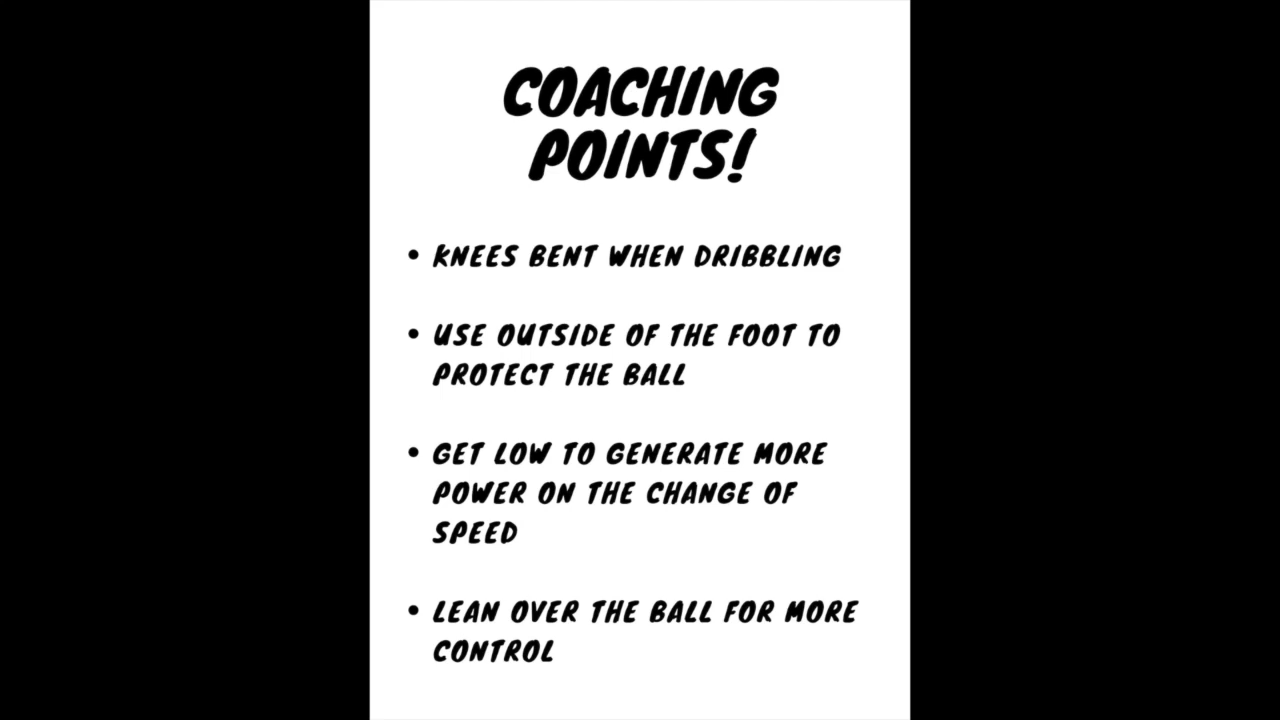 COACHING
POINTS!
• KNEES BENT WHEN DRIBBLING
• USE OUTSIDE OF THE FOOT TO
PROTECT THE BALL
• GET LOW TO GENERATE MORE
POWER ON THE CHANGE OF
SPEED
• LEAN OVER THE BALL FOR MORE
CONTROL